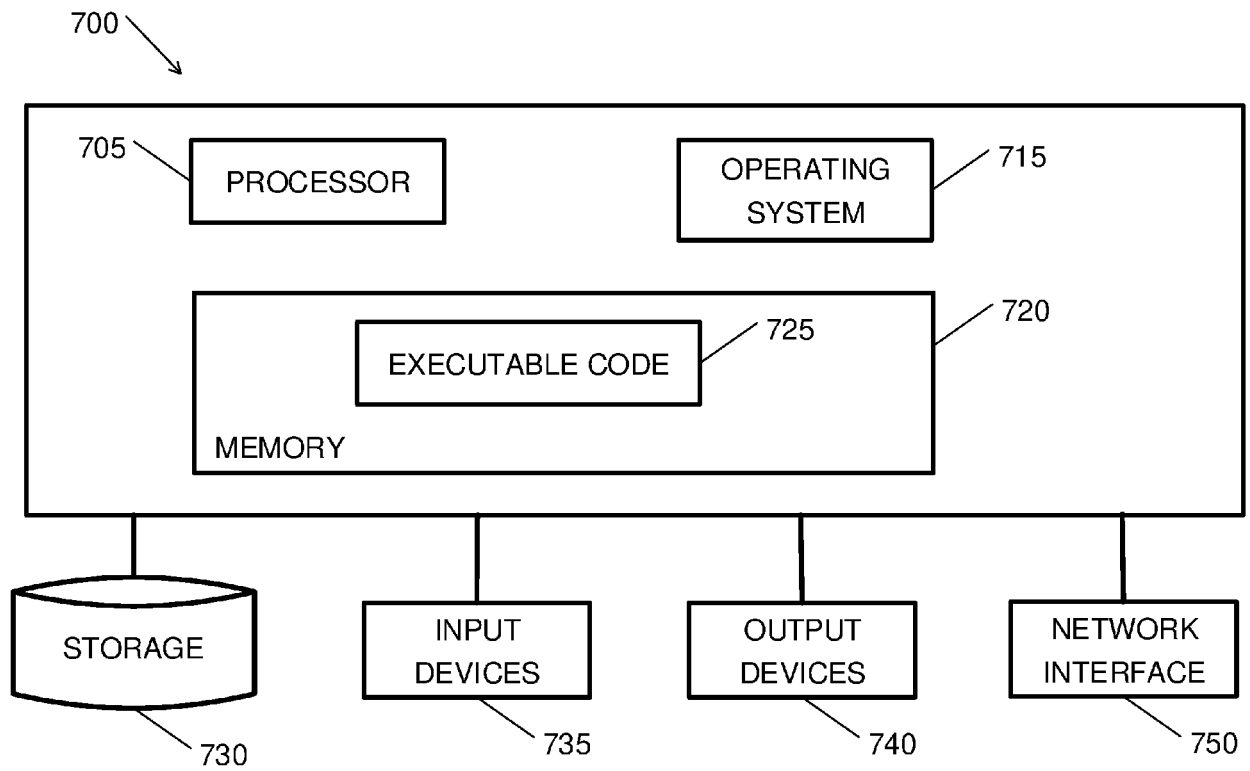 700
705
PROCESSOR
OPERATING
SYSTEM
715
720
725
EXECUTABLE CODE
MEMORY
STORAGE
INPUT
DEVICES
OUTPUT
DEVICES
NETWORK
INTERFACE
730
735
740
750